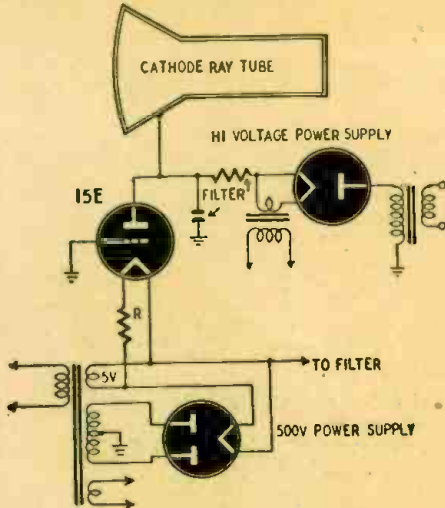 CATHODE RAY TUBE
HI VOLTAGE POWER SUPPLY
15E
FILTER
R
5V
TO FILTER
500V POWER SUPPLY